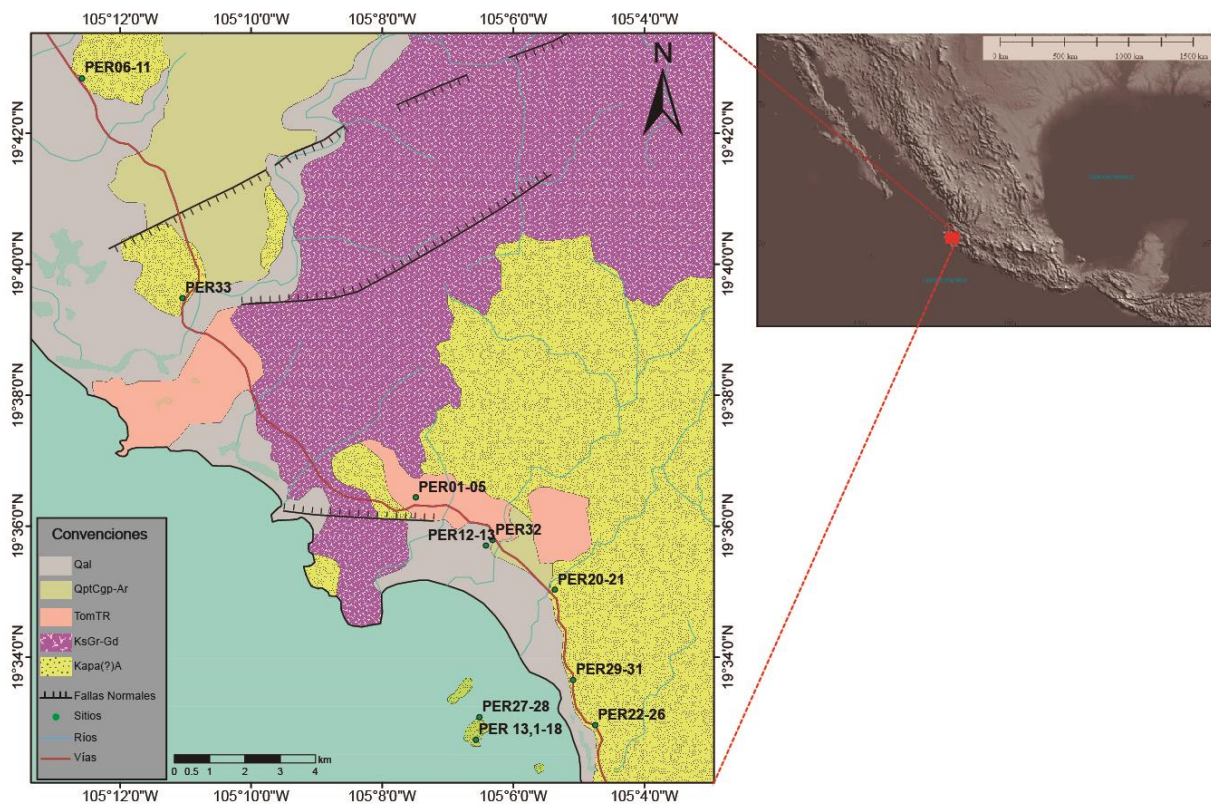 105°12'0"W 105°10'0"W 105°8'0"W 105°6'0"W 105°4'0"W
N
0 km 500 km 1000 km 1500 km
PER06-11
19°42'0"N
19°42'0"N
19°40'0"N
19°40'0"N
PER33
19°38'0"N
19°38'0"N
PER01-05
19°36'0"N
19°36'0"N
PER32
PER12-13
PER20-21
19°34'0"N
19°34'0"N
PER29-31
PER27-28
PER22-26
PER 13,1-18
Convenciones
Qal
QptCgp-Ar
TomTR
KsGr-Gd
Kapa(?)A
Fallas Normales
Sitios
Ríos
Vías
km
0 0.5 1 2 3 4
105°12'0"W 105°10'0"W 105°8'0"W 105°6'0"W 105°4'0"W